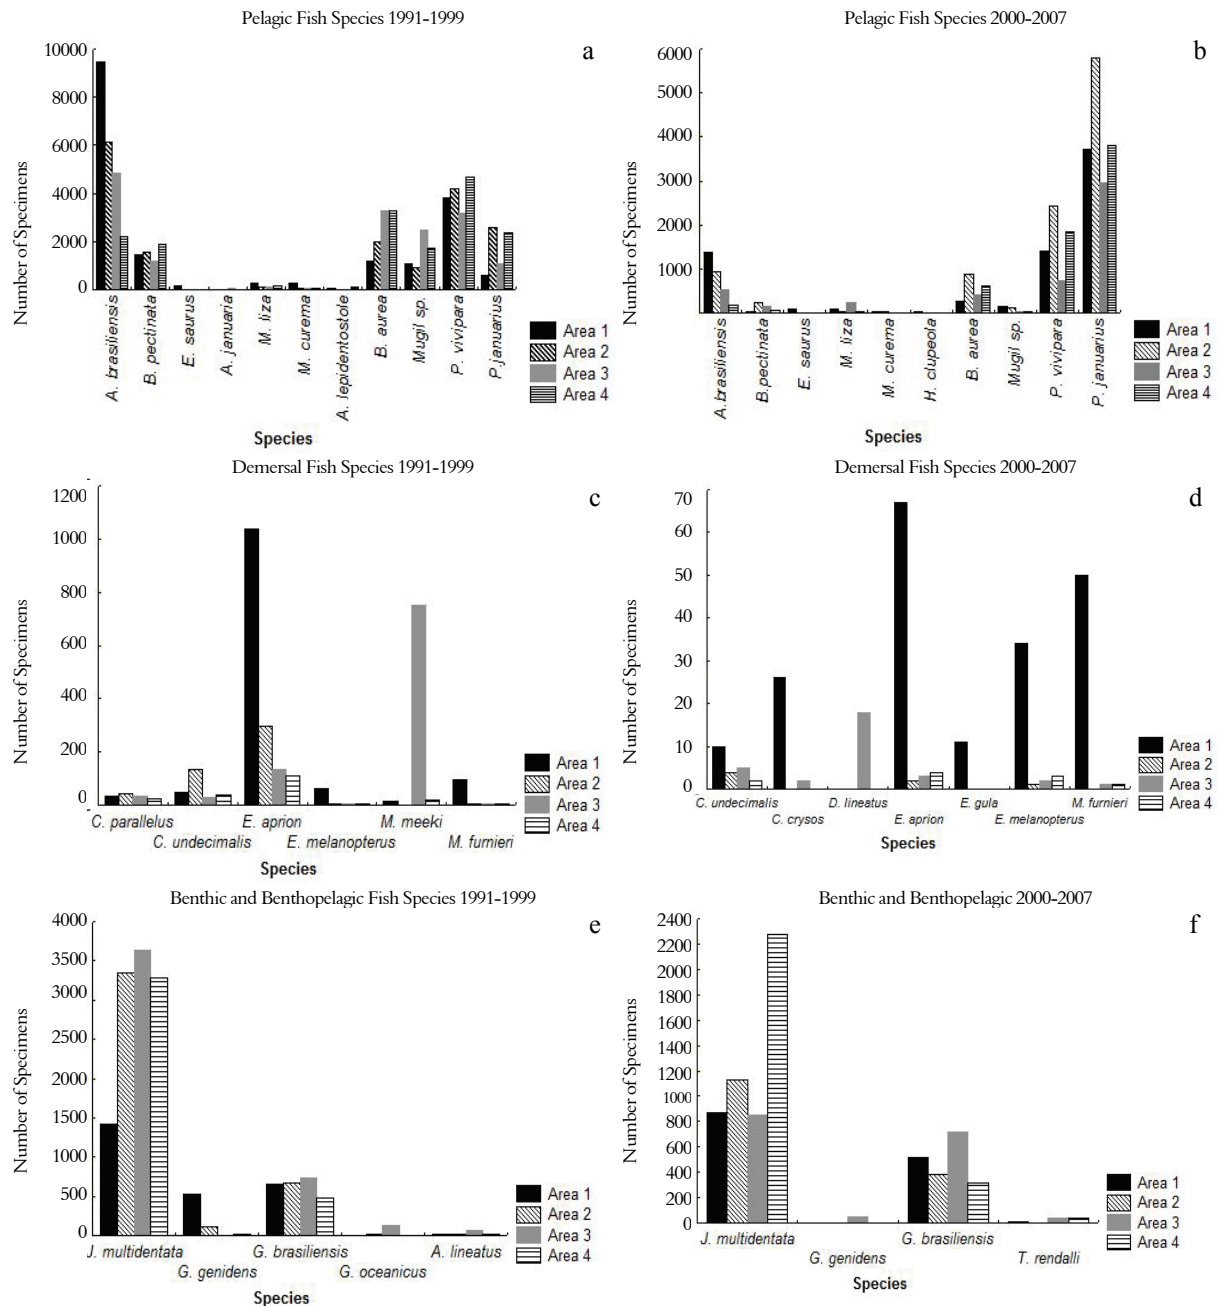 Pelagic Fish Species 1991-1999
a
Number of Specimens
10000
8000
6000
4000
2000
0
A. brasiliensis
B. pectinata
E. saurus
A. januaria
M. liza
M. curema
A. lepidentostole
B. aurea
Mugil sp.
P. vivipara
P.januarius
Area 1
Area 2
Area 3
Area 4
Species
Pelagic Fish Species 2000-2007
b
Number of Specimens
6000
5000
4000
3000
2000
1000
A.brasiliensis
B.pectinata
E. saurus
M. liza
M. curema
H. clupeola
B. aurea
Mugil sp.
P. vivipara
P. januarius
Area 1
Area 2
Area 3
Area 4
Species
Demersal Fish Species 1991-1999
c
Number of Specimens
1200
1000
800
600
400
200
0
C. parallelus
C. undecimalis
E. aprion
E. melanopterus
M. meeki
M. furnieri
Area 1
Area 2
Area 3
Area 4
Species
Demersal Fish Species 2000-2007
d
Number of Specimens
70
60
50
40
30
20
10
0
C. undecimalis
C. crysos
D. lineatus
E. aprion
E. gula
E. melanopterus
M. furnieri
Area 1
Area 2
Area 3
Area 4
Species
Benthic and Benthopelagic Fish Species 1991-1999
e
Number of Specimens
4000
3500
3000
2500
2000
1500
1000
500
0
J. multidentata
G. genidens
G. brasiliensis
G. oceanicus
A. lineatus
Area 1
Area 2
Area 3
Area 4
Species
Benthic and Benthopelagic 2000-2007
f
Number of Specimens
2400
2200
2000
1800
1600
1400
1200
1000
800
600
400
200
0
J. multidentata
G. genidens
G. brasiliensis
T. rendalli
Area 1
Area 2
Area 3
Area 4
Species